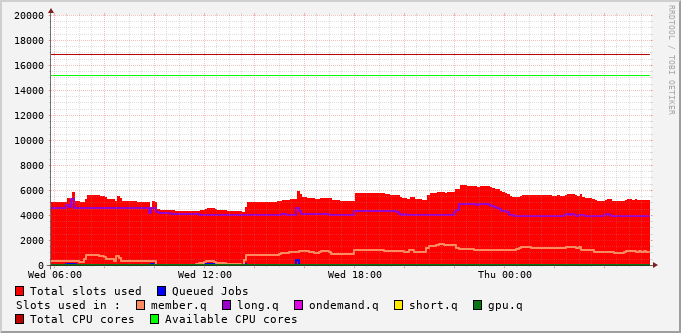 20000
18000
16000
14000
12000
10000
8000
6000
4000
2000
0
Wed 06:00 Wed 12:00 Wed 18:00 Thu 00:00
Total slots used Queued Jobs
Slots used in : member.q long.q ondemand.q short.q gpu.q
Total CPU cores Available CPU cores
RRDTOOL / TOBI OETIKER